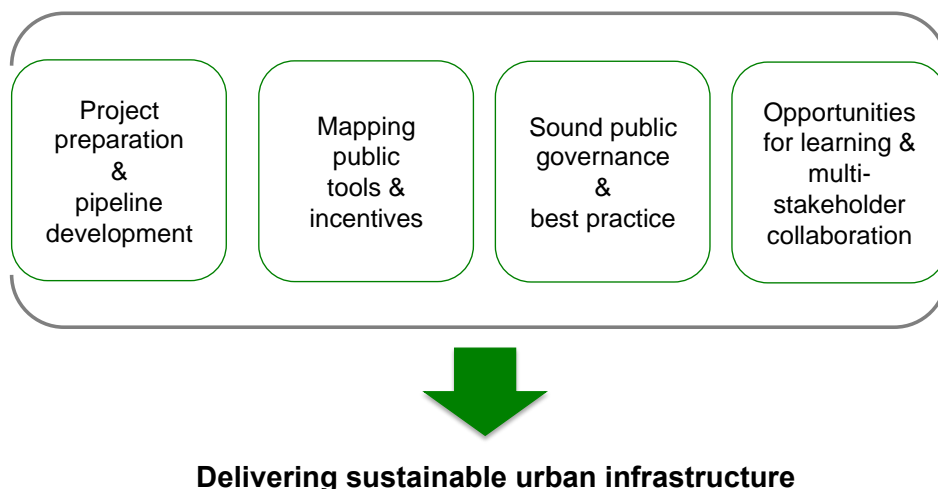 Project
preparation
&
pipeline
development
Mapping
public
tools &
incentives
Sound public
governance
&
best practice
Opportunities
for learning &
multi-
stakeholder
collaboration
Delivering sustainable urban infrastructure